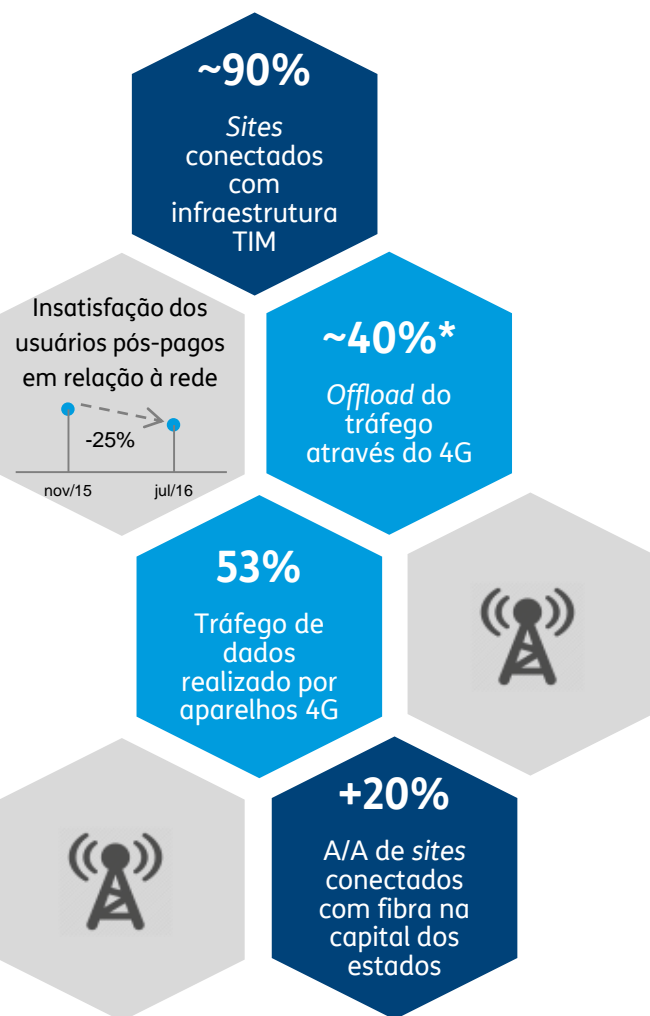 ~90%
Sites
conectados
com
infraestrutura
TIM
Insatisfação dos
usuários pós-pagos
em relação à rede
-25%
nov/15 jul/16
~40%*
Offload do
tráfego
através do 4G
53%
Tráfego de
dados
realizado por
aparelhos 4G
+20%
A/A de sites
conectados
com fibra na
capital dos
estados